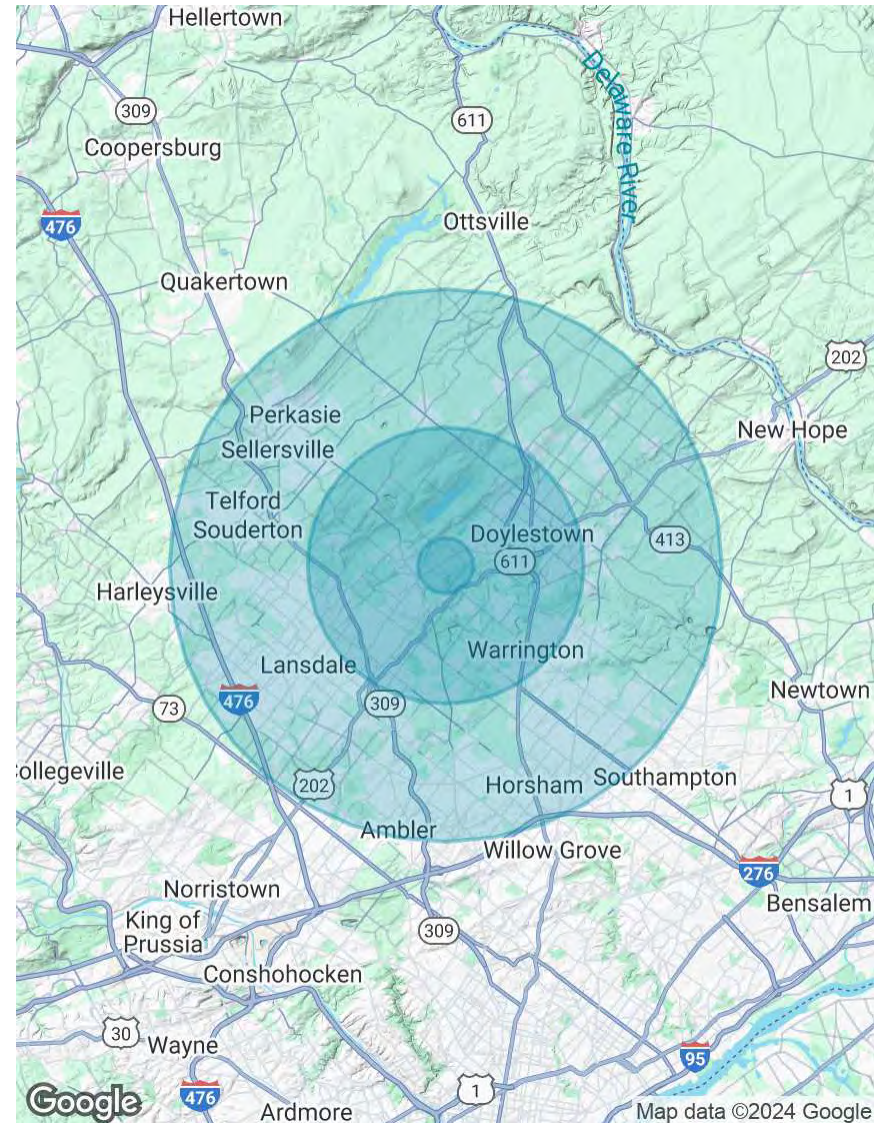 Hellertown
309
Coopersburg
611
Delaware River
476
Ottsville
Quakertown
202
Perkasie
New Hope
Sellersville
Telford
Souderton
Doylestown
413
611
Harleysville
Warrington
Lansdale
Newtown
476
309
73
ollegeville
Southampton
202
Horsham
1
Ambler
Willow Grove
276
Norristown
Bensalem
King of
Prussia
309
Conshohocken
30
Wayne
95
476
1
Google
Ardmore
Map data ©2024 Google